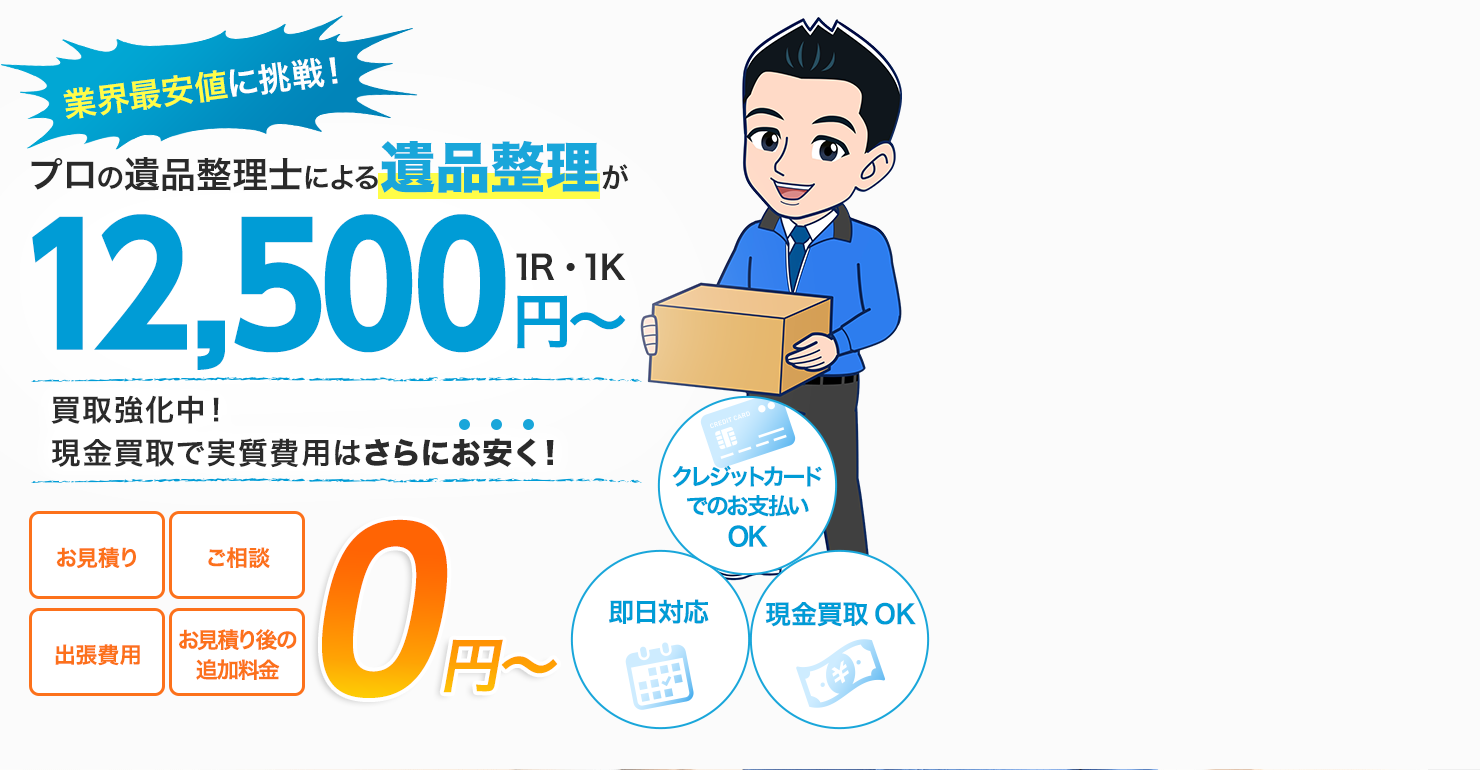 業界最安値に挑戦!
プロの遺品整理士による遺品整理が
12,500円〜
1R・1K
買取強化中!
現金買取で実質費用はさらにお安く!
お見積り
ご相談
出張費用
お見積り後の
追加料金
0円〜
CREDIT CARD
クレジットカード
でのお支払い
OK
即日対応
現金買取 OK
¥